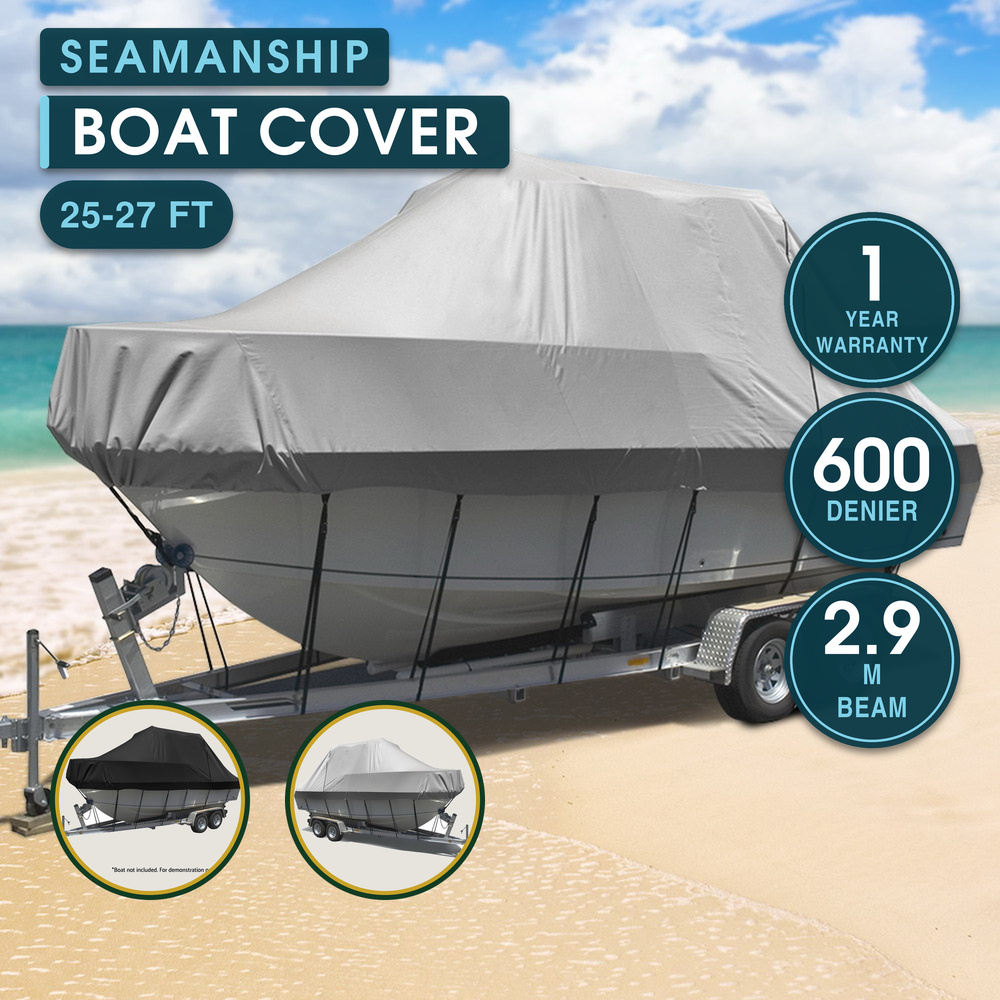 SEAMANSHIP
BOAT COVER
25-27 FT
1
YEAR
WARRANTY
600
DENIER
2.9
M
BEAM
*Boat not included. For demonstration